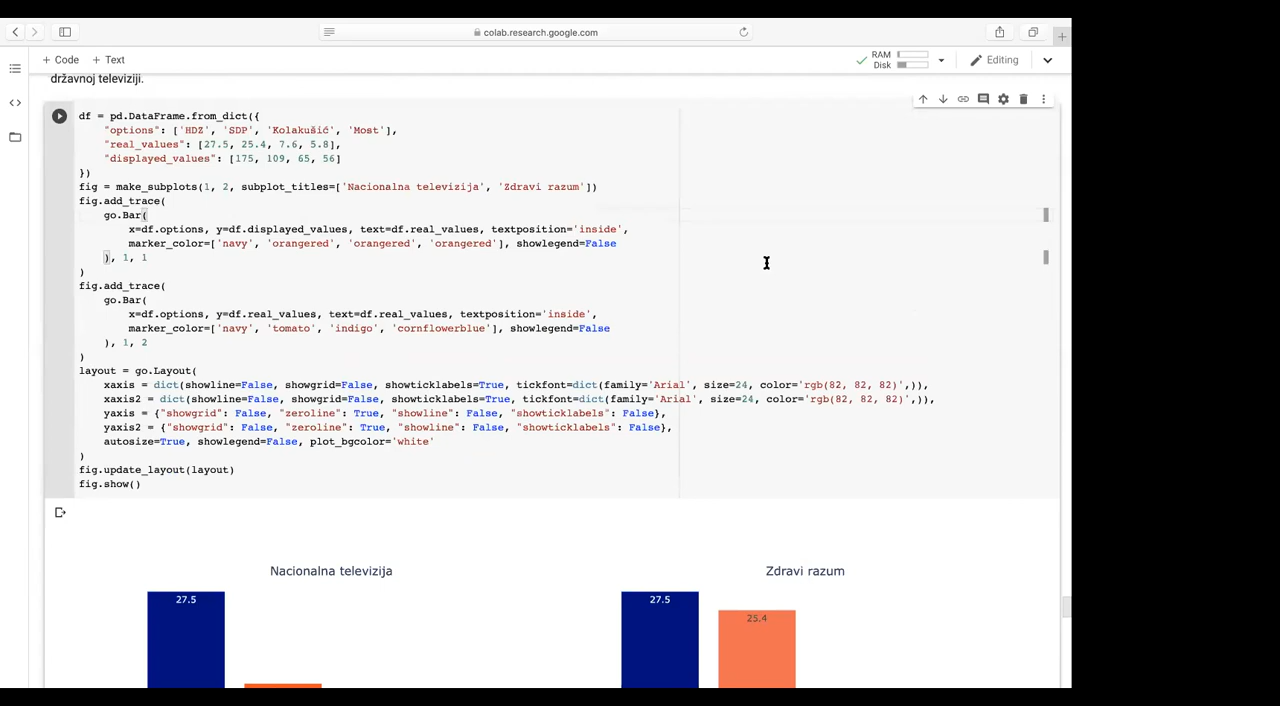 colab.research.google.com
+ Code + Text
RAM
Disk
Editing
državnoj televiziji.
df = pd.DataFrame.from_dict({
"options": ['HDZ', 'SDP', 'Kolakušić', 'Most'],
"real_values": [27.5, 25.4, 7.6, 5.8],
"displayed_values": [175, 109, 65, 56]
})
fig = make_subplots(1, 2, subplot_titles=['Nacionalna televizija', 'Zdravi razum'])
fig.add_trace(
go.Bar(
x=df.options, y=df.displayed_values, text=df.real_values, textposition='inside',
marker_color=['navy', 'orangered', 'orangered', 'orangered'], showlegend=False
), 1, 1
)
fig.add_trace(
go.Bar(
x=df.options, y=df.real_values, text=df.real_values, textposition='inside',
marker_color=['navy', 'tomato', 'indigo', 'cornflowerblue'], showlegend=False
), 1, 2
)
layout = go.Layout(
xaxis = dict(showline=False, showgrid=False, showticklabels=True, tickfont=dict(family='Arial', size=24, color='rgb(82, 82, 82)',)),
xaxis2 = dict(showline=False, showgrid=False, showticklabels=True, tickfont=dict(family='Arial', size=24, color='rgb(82, 82, 82)',)),
yaxis = {"showgrid": False, "zeroline": True, "showline": False, "showticklabels": False},
yaxis2 = {"showgrid": False, "zeroline": True, "showline": False, "showticklabels": False},
autosize=True, showlegend=False, plot_bgcolor='white'
)
fig.update_layout(layout)
fig.show()
Nacionalna televizija
Zdravi razum
27.5
27.5
25.4